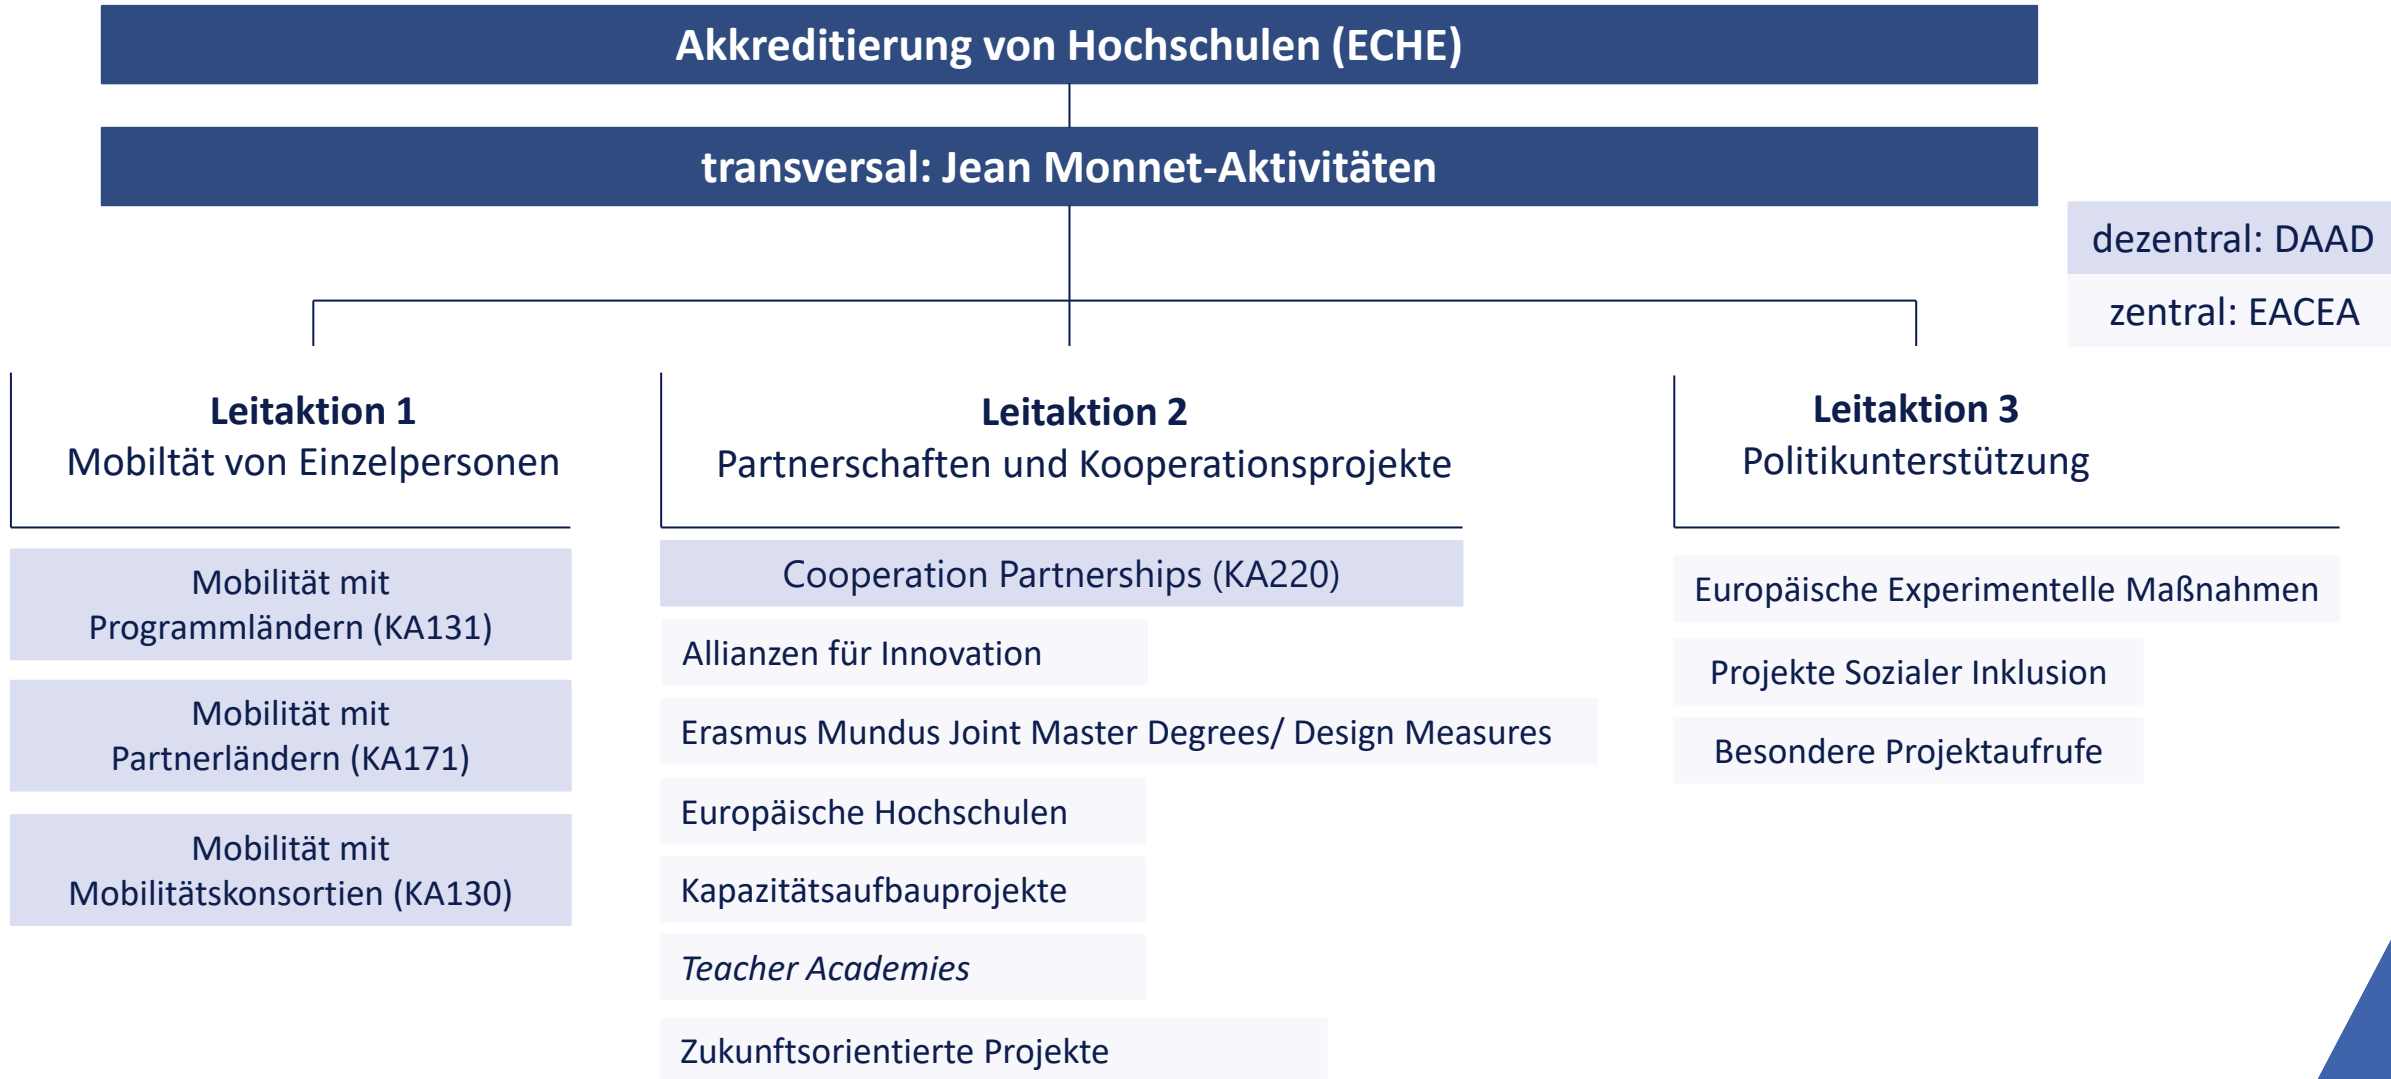 Akkreditierung von Hochschulen (ECHE)
transversal: Jean Monnet-Aktivitäten
dezentral: DAAD
zentral: EACEA
Leitaktion 1
Mobiltät von Einzelpersonen
Mobilität mit
Programmländern (KA131)
Mobilität mit
Partnerländern (KA171)
Mobilität mit
Mobilitätskonsortien (KA130)
Leitaktion 2
Partnerschaften und Kooperationsprojekte
Cooperation Partnerships (KA220)
Allianzen für Innovation
Erasmus Mundus Joint Master Degrees/ Design Measures
Europäische Hochschulen
Kapazitätsaufbauprojekte
Teacher Academies
Zukunftsorientierte Projekte
Leitaktion 3
Politikunterstützung
Europäische Experimentelle Maßnahmen
Projekte Sozialer Inklusion
Besondere Projektaufrufe